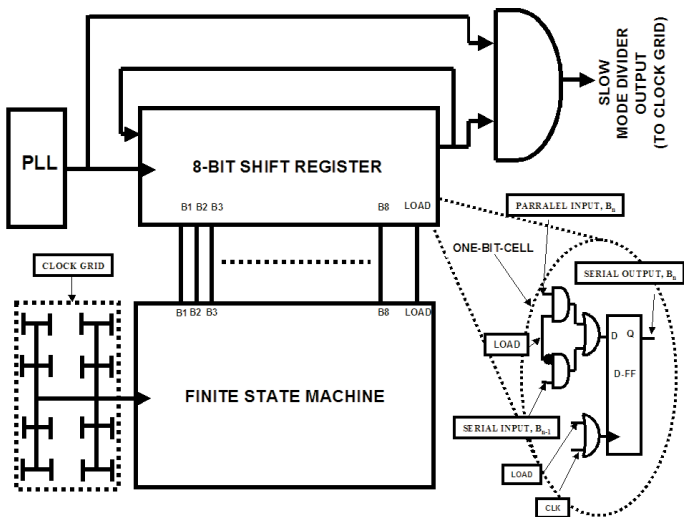 SLOW
MODE DIVIDER
OUTPUT
(TO CLOCK GRID)
PLL
8-BIT SHIFT REGISTER
B1 B2 B3 B8 LOAD
PARRALEL INPUT, Bn
ONE-BIT-CELL
SERIAL OUTPUT, Bn
CLOCK GRID
B1 B2 B3 B8 LOAD
FINITE STATE MACHINE
LOAD
D Q
D-FF
SERIAL INPUT, Bn-1
LOAD
CLK